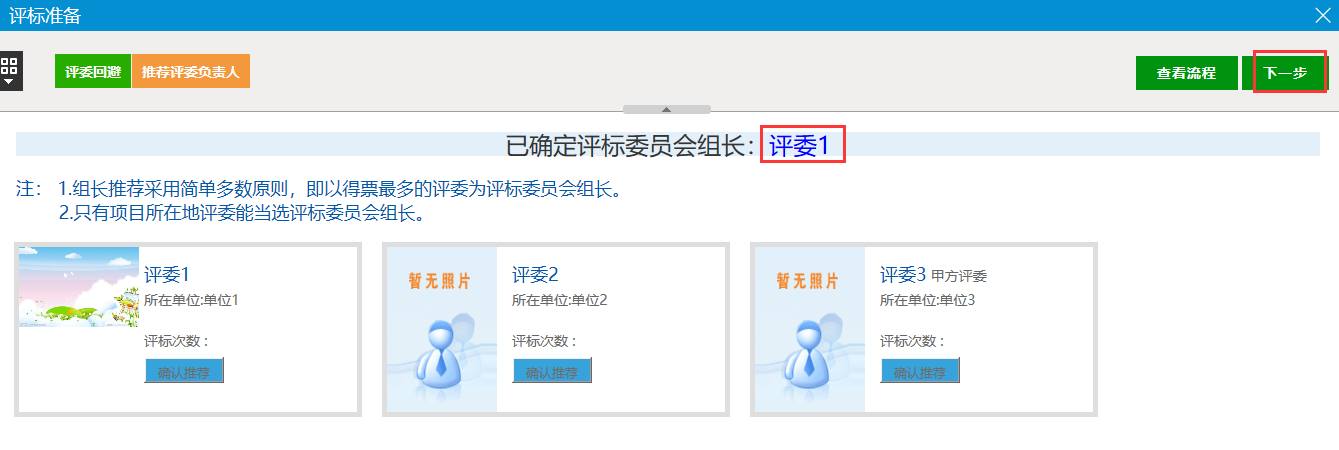 评标准备
评委回避 推荐评委负责人 查看流程 下一步
已确定评标委员会组长：评委1
注： 1.组长推荐采用简单多数原则，即以得票最多的评委为评标委员会组长。
2.只有项目所在地评委能当选评标委员会组长。
评委1
所在单位:单位1
评标次数：
确认推荐
暂无照片
评委2
所在单位:单位2
评标次数：
确认推荐
暂无照片
评委3 甲方评委
所在单位:单位3
评标次数：
确认推荐